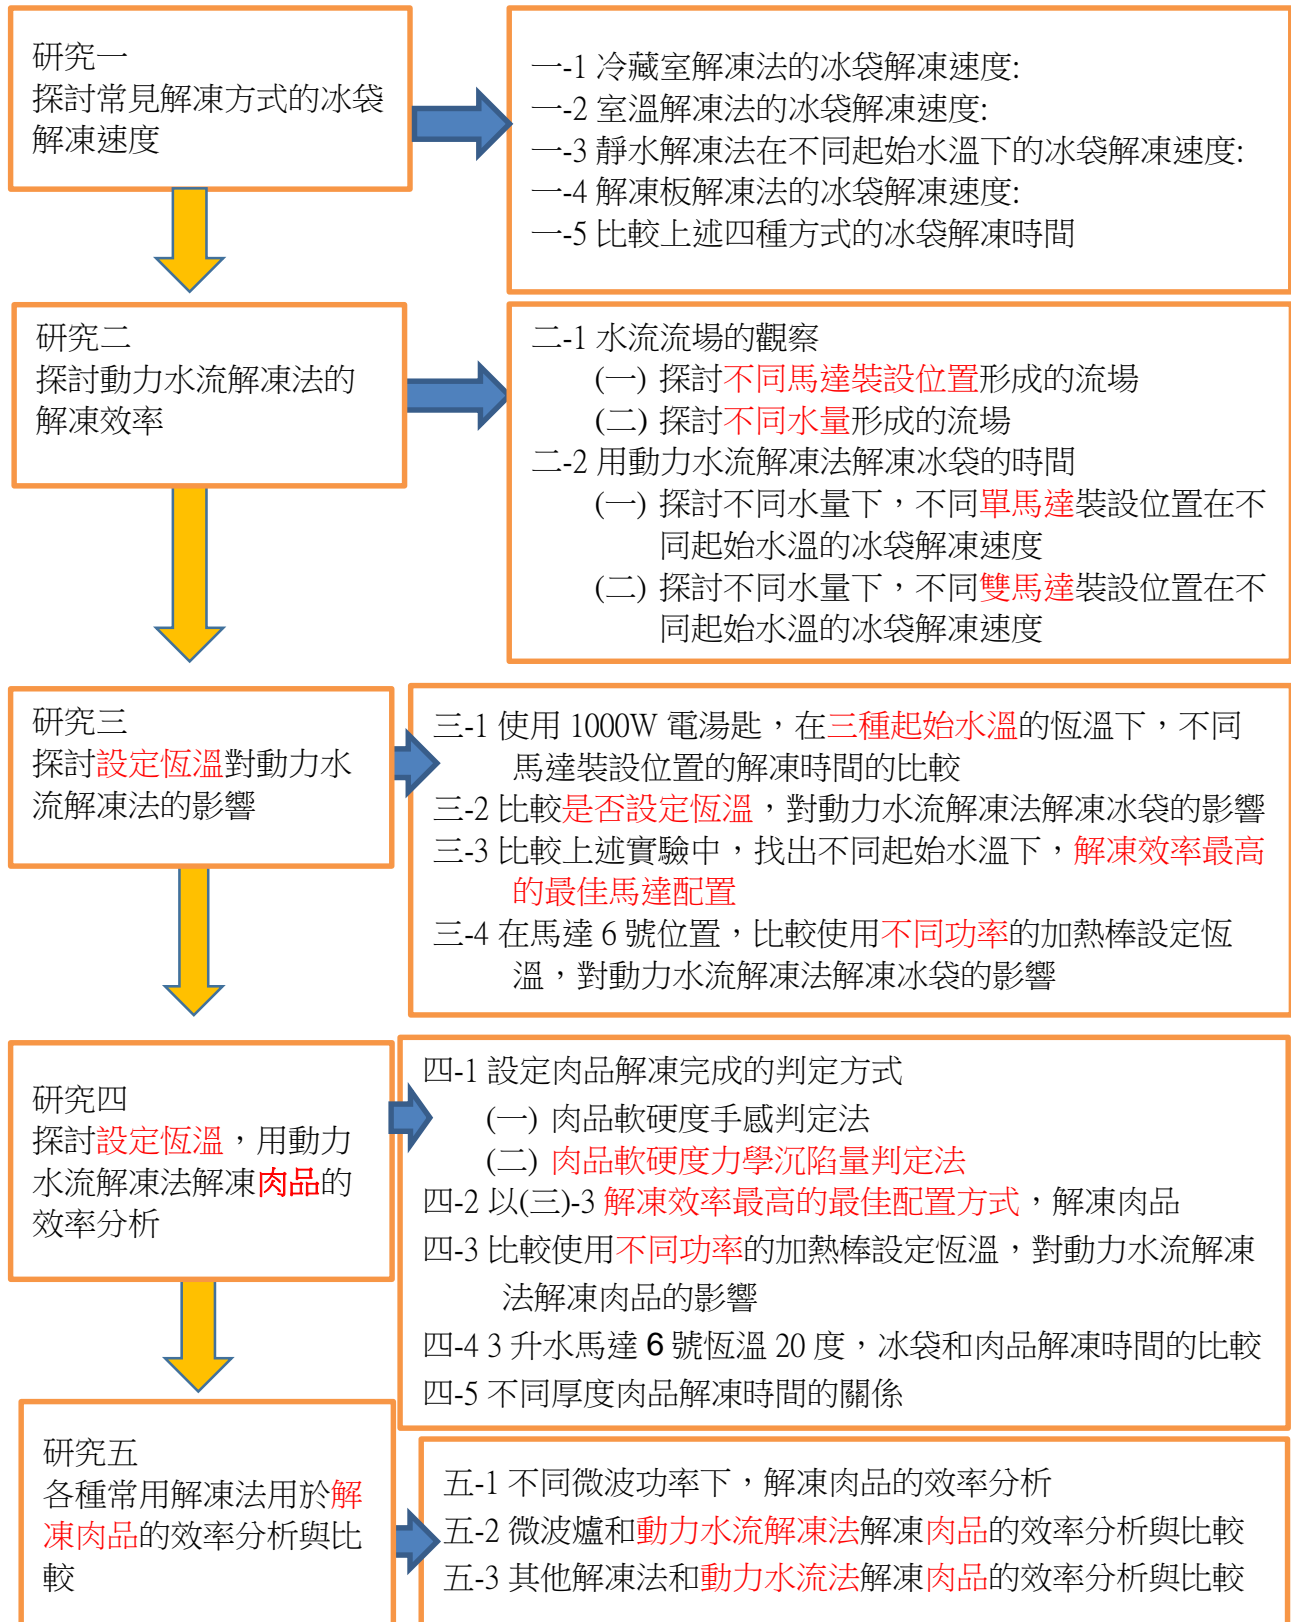 研究一
探討常見解凍方式的冰袋
解凍速度
一-1 冷藏室解凍法的冰袋解凍速度:
一-2 室溫解凍法的冰袋解凍速度:
一-3 靜水解凍法在不同起始水溫下的冰袋解凍速度:
一-4 解凍板解凍法的冰袋解凍速度:
一-5 比較上述四種方式的冰袋解凍時間
研究二
探討動力水流解凍法的
解凍效率
二-1 水流流場的觀察
(一) 探討不同馬達裝設位置形成的流場
(二) 探討不同水量形成的流場
二-2 用動力水流解凍法解凍冰袋的時間
(一) 探討不同水量下，不同單馬達裝設位置在不
同起始水溫的冰袋解凍速度
(二) 探討不同水量下，不同雙馬達裝設位置在不
同起始水溫的冰袋解凍速度
研究三
探討設定恆溫對動力水
流解凍法的影響
三-1 使用 1000W 電湯匙，在三種起始水溫的恆溫下，不同
馬達裝設位置的解凍時間的比較
三-2 比較是否設定恆溫，對動力水流解凍法解凍冰袋的影響
三-3 比較上述實驗中，找出不同起始水溫下，解凍效率最高
的最佳馬達配置
三-4 在馬達 6 號位置，比較使用不同功率的加熱棒設定恆
溫，對動力水流解凍法解凍冰袋的影響
研究四
探討設定恆溫，用動力
水流解凍法解凍肉品的
效率分析
四-1 設定肉品解凍完成的判定方式
(一) 肉品軟硬度手感判定法
(二) 肉品軟硬度力學沉陷量判定法
四-2 以(三)-3 解凍效率最高的最佳配置方式，解凍肉品
四-3 比較使用不同功率的加熱棒設定恆溫，對動力水流解凍
法解凍肉品的影響
四-4 3 升水馬達 6 號恆溫 20 度，冰袋和肉品解凍時間的比較
四-5 不同厚度肉品解凍時間的關係
研究五
各種常用解凍法用於解
凍肉品的效率分析與比
較
五-1 不同微波功率下，解凍肉品的效率分析
五-2 微波爐和動力水流解凍法解凍肉品的效率分析與比較
五-3 其他解凍法和動力水流法解凍肉品的效率分析與比較